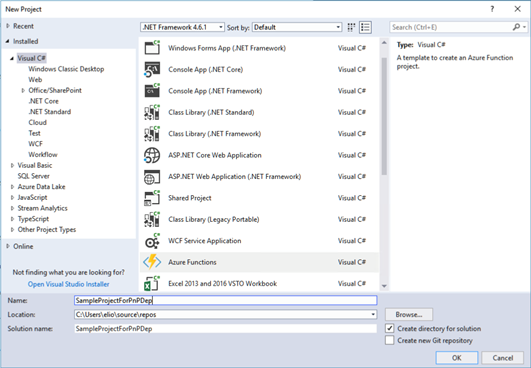 New Project
Recent
.NET Framework 4.6.1
Sort by:
Default
Search (Ctrl+E)
Installed
Visual C#
Windows Classic Desktop
Web
Office/SharePoint
.NET Core
.NET Standard
Cloud
Test
WCF
Workflow
Visual Basic
SQL Server
Azure Data Lake
JavaScript
Stream Analytics
TypeScript
Other Project Types
Online
Not finding what you are looking for?
Open Visual Studio Installer
Windows Forms App (.NET Framework) Visual C#
Console App (.NET Core) Visual C#
Console App (.NET Framework) Visual C#
Class Library (.NET Standard) Visual C#
Class Library (.NET Framework) Visual C#
ASP.NET Core Web Application Visual C#
ASP.NET Web Application (.NET Framework) Visual C#
Shared Project Visual C#
Class Library (Legacy Portable) Visual C#
WCF Service Application Visual C#
Azure Functions Visual C#
Excel 2013 and 2016 VSTO Workbook Visual C#
Type: Visual C#
A template to create an Azure Function
project.
Name: SampleProjectForPnPDep
Location: C:\Users\elio\source\repos
Browse...
Solution name: SampleProjectForPnPDep
Create directory for solution
Create new Git repository
OK
Cancel